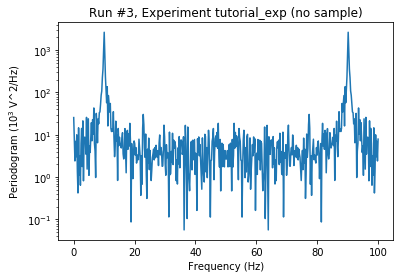 Run #3, Experiment tutorial_exp (no sample)
Periodogram (10³ V^2/Hz)
10³
10²
10¹
10⁰
10⁻¹
0 20 40 60 80 100
Frequency (Hz)